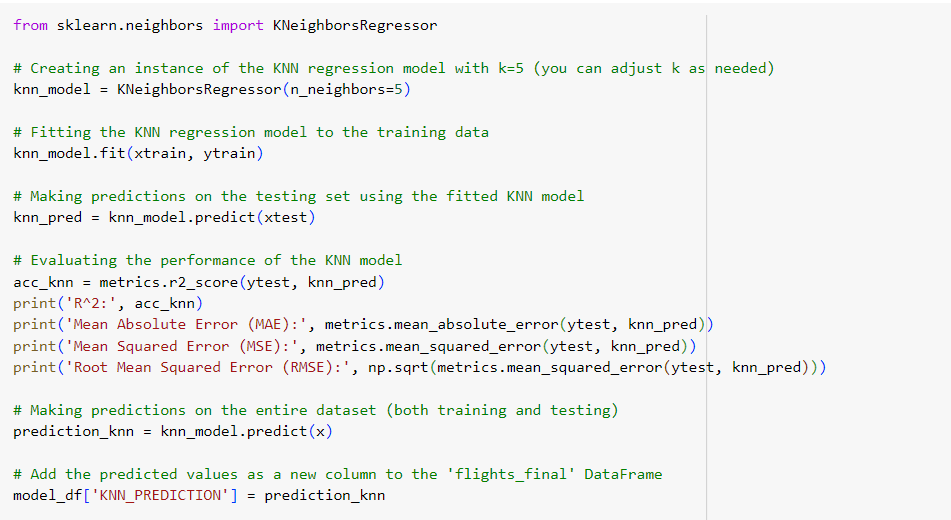 from sklearn.neighbors import KNeighborsRegressor
# Creating an instance of the KNN regression model with k=5 (you can adjust k as needed)
knn_model = KNeighborsRegressor(n_neighbors=5)
# Fitting the KNN regression model to the training data
knn_model.fit(xtrain, ytrain)
# Making predictions on the testing set using the fitted KNN model
knn_pred = knn_model.predict(xtest)
# Evaluating the performance of the KNN model
acc_knn = metrics.r2_score(ytest, knn_pred)
print('R^2:', acc_knn)
print('Mean Absolute Error (MAE):', metrics.mean_absolute_error(ytest, knn_pred))
print('Mean Squared Error (MSE):', metrics.mean_squared_error(ytest, knn_pred))
print('Root Mean Squared Error (RMSE):', np.sqrt(metrics.mean_squared_error(ytest, knn_pred)))
# Making predictions on the entire dataset (both training and testing)
prediction_knn = knn_model.predict(x)
# Add the predicted values as a new column to the 'flights_final' DataFrame
model_df['KNN_PREDICTION'] = prediction_knn